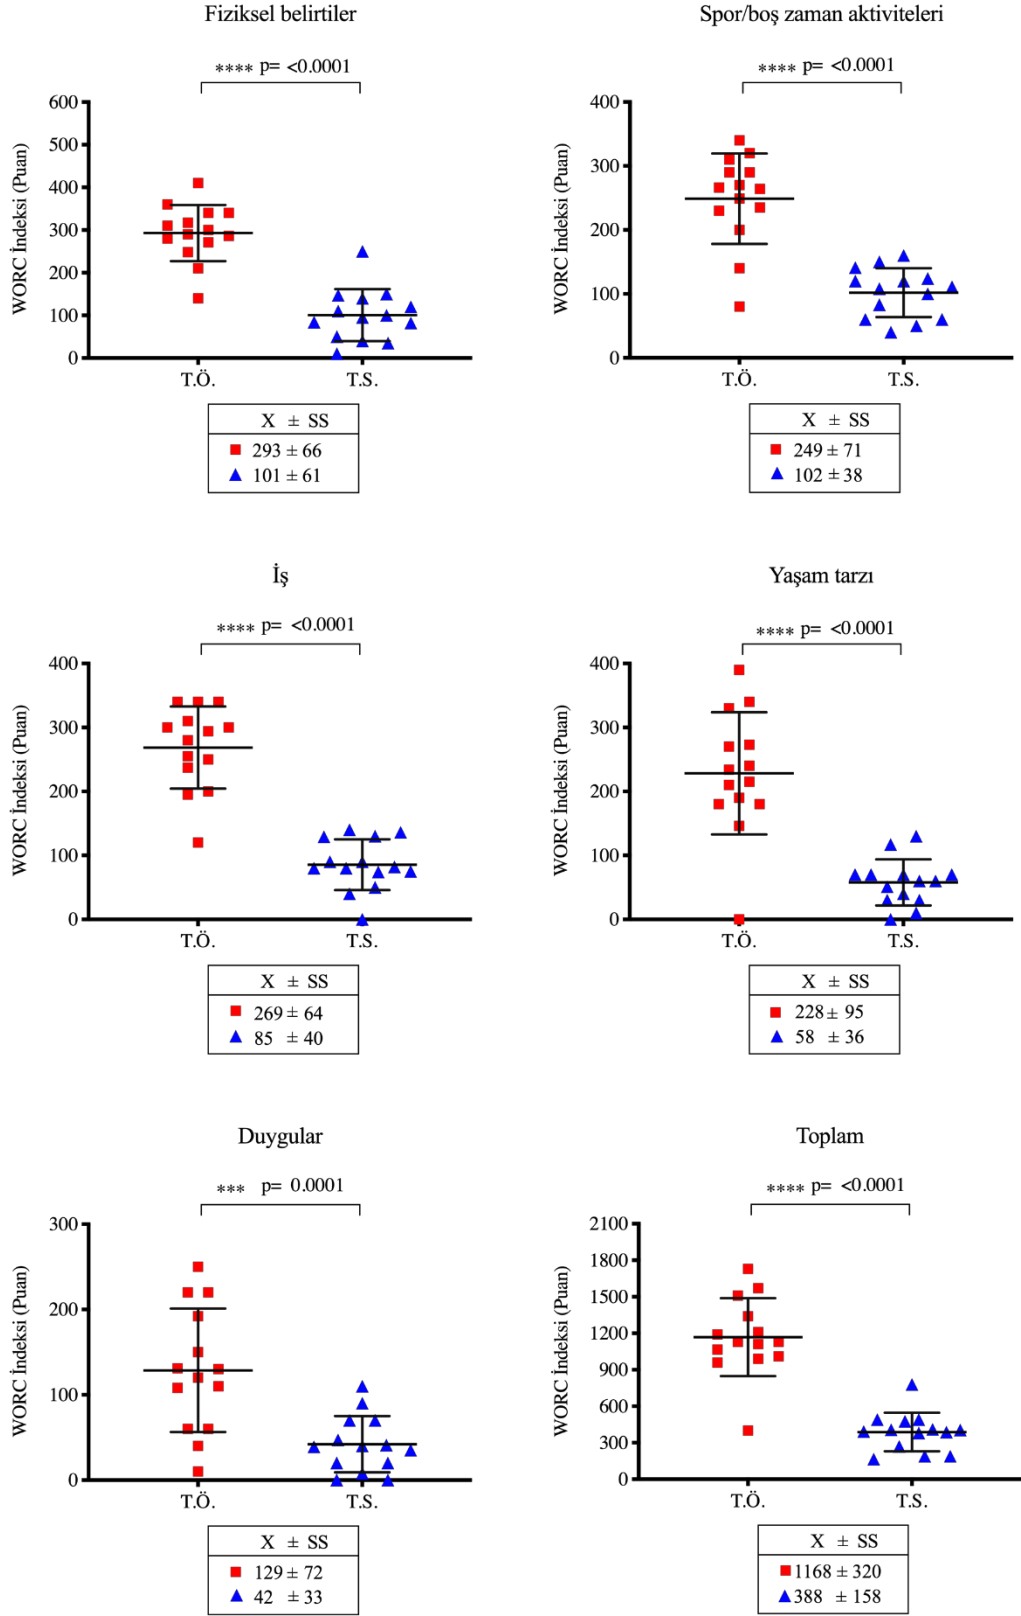 Fiziksel belirtiler
**** p= <0.0001
WORC İndeksi (Puan)
600
500
400
300
200
100
0
T.Ö. T.S.
X ± SS
293 ± 66
101 ± 61
Spor/boş zaman aktiviteleri
**** p= <0.0001
WORC İndeksi (Puan)
400
300
200
100
0
T.Ö. T.S.
X ± SS
249 ± 71
102 ± 38
İş
**** p= <0.0001
WORC İndeksi (Puan)
400
300
200
100
0
T.Ö. T.S.
X ± SS
269 ± 64
85 ± 40
Yaşam tarzı
**** p= <0.0001
WORC İndeksi (Puan)
400
300
200
100
0
T.Ö. T.S.
X ± SS
228 ± 95
58 ± 36
Duygular
*** p= 0.0001
WORC İndeksi (Puan)
300
200
100
0
T.Ö. T.S.
X ± SS
129 ± 72
42 ± 33
Toplam
**** p= <0.0001
WORC İndeksi (Puan)
2100
1800
1500
1200
900
600
300
0
T.Ö. T.S.
X ± SS
1168 ± 320
388 ± 158